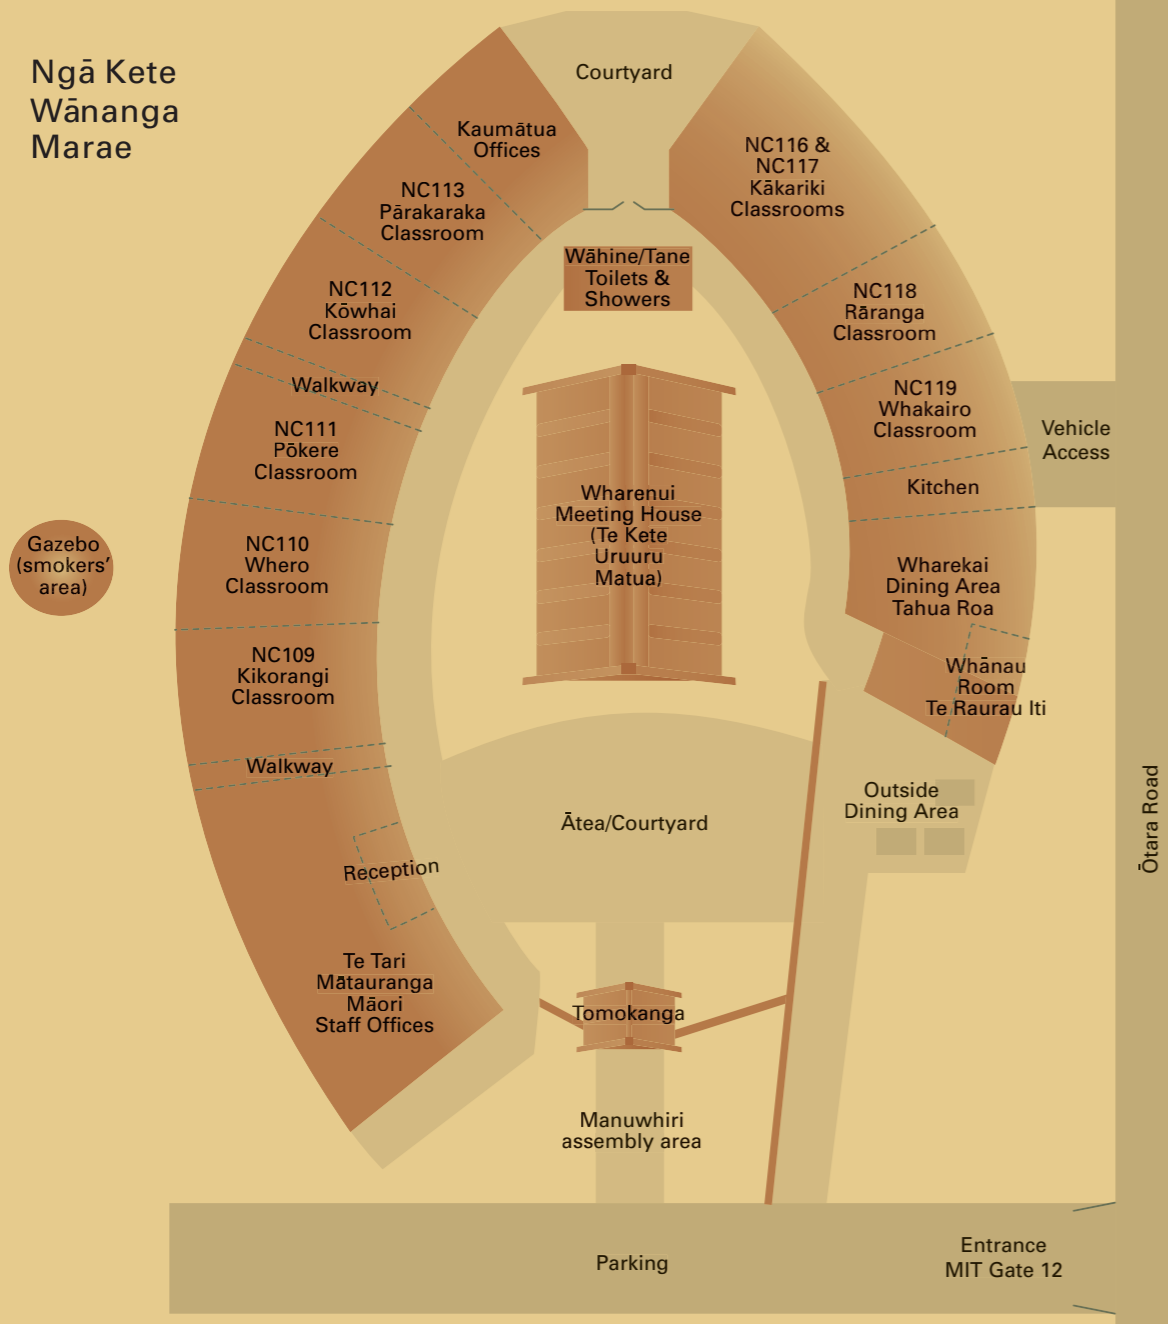 Ngā Kete
Wānanga
Marae
Courtyard
Kaumātua
Offices
NC113
Pārakaraka
Classroom
NC112
Kōwhai
Classroom
Walkway
NC111
Pōkere
Classroom
NC110
Whero
Classroom
NC109
Kikorangi
Classroom
Walkway
Reception
Te Tari
Mātauranga
Māori
Staff Offices
Gazebo
(smokers'
area)
Wāhine/Tane
Toilets &
Showers
Wharenui
Meeting House
(Te Kete
Uruuru
Matua)
Ātea/Courtyard
Tomokanga
Manuwhiri
assembly area
NC116 &
NC117
Kākariki
Classrooms
NC118
Rāranga
Classroom
NC119
Whakairo
Classroom
Kitchen
Vehicle
Access
Wharekai
Dining Area
Tahua Roa
Whānau
Room
Te Raurau Iti
Outside
Dining Area
Ōtara Road
Parking
Entrance
MIT Gate 12